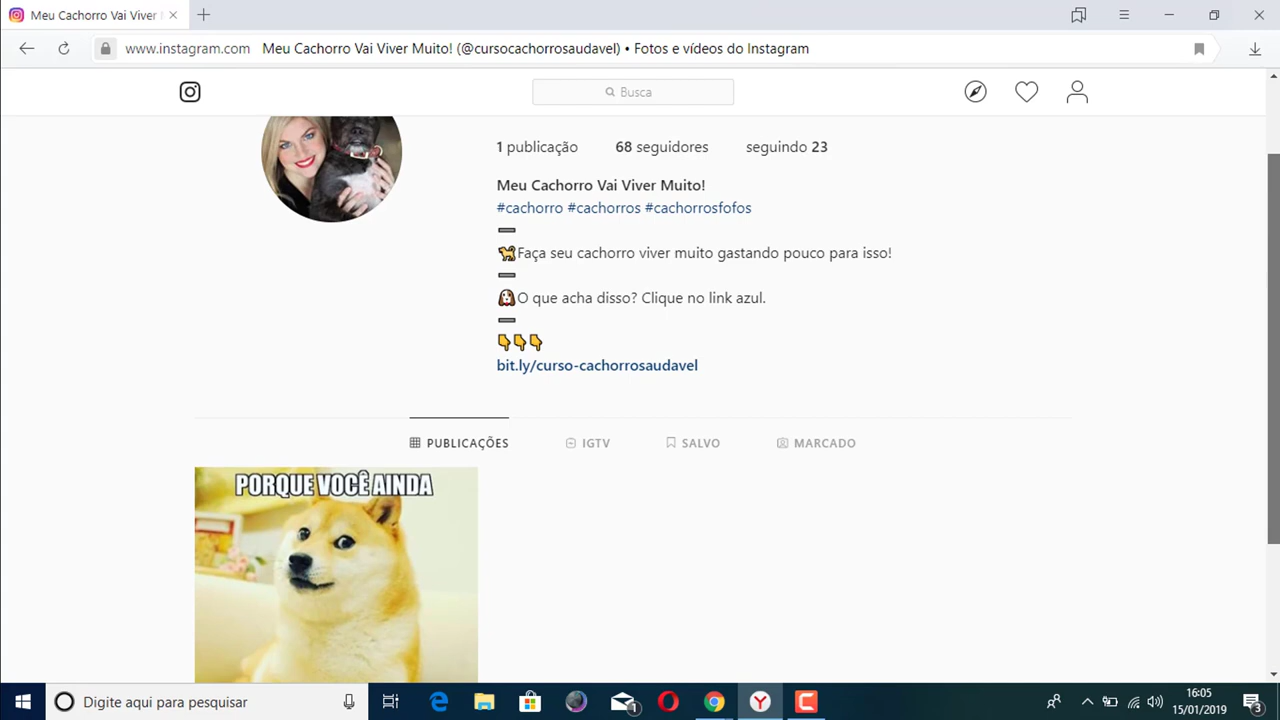 Meu Cachorro Vai Viver
www.instagram.com Meu Cachorro Vai Viver Muito! (@cursocachorrosaudavel) • Fotos e vídeos do Instagram
Busca
1 publicação 68 seguidores seguindo 23
Meu Cachorro Vai Viver Muito!
#cachorro #cachorros #cachorrosfofos
Faça seu cachorro viver muito gastando pouco para isso!
O que acha disso? Clique no link azul.
bit.ly/curso-cachorrosaudavel
PUBLICAÇÕES IGTV SALVO MARCADO
PORQUE VOCÊ AINDA
Digite aqui para pesquisar
1
16:05
15/01/2019
3